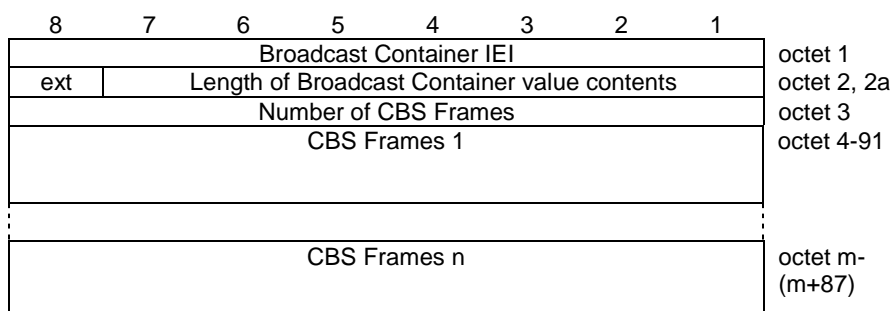 8 7 6 5 4 3 2 1
Broadcast Container IEI octet 1
ext Length of Broadcast Container value contents octet 2, 2a
Number of CBS Frames octet 3
CBS Frames 1 octet 4-91
CBS Frames n octet m-
(m+87)